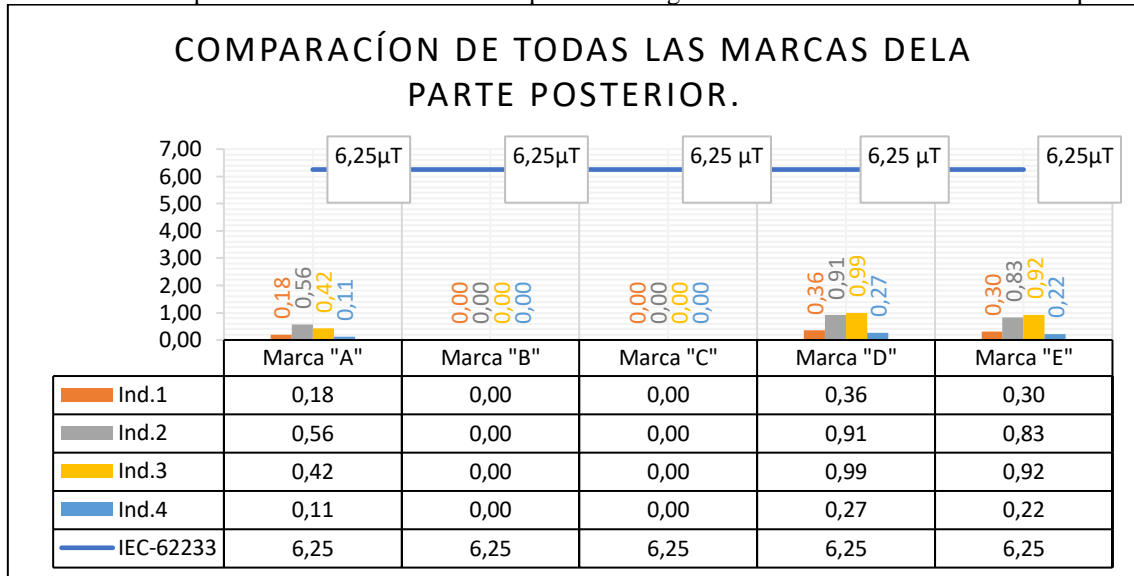 COMPARACÍON DE TODAS LAS MARCAS DELA
PARTE POSTERIOR.
7,00
6,00
5,00
4,00
3,00
2,00
1,00
0,00
6,25µT
6,25µT
6,25 µT
6,25 µT
6,25µT
0,18
0,56
0,42
0,11
0,00
0,00
0,00
0,00
0,00
0,00
0,00
0,00
0,36
0,91
0,99
0,27
0,30
0,83
0,92
0,22
Marca "A" Marca "B" Marca "C" Marca "D" Marca "E"
Ind.1 0,18 0,00 0,00 0,36 0,30
Ind.2 0,56 0,00 0,00 0,91 0,83
Ind.3 0,42 0,00 0,00 0,99 0,92
Ind.4 0,11 0,00 0,00 0,27 0,22
IEC-62233 6,25 6,25 6,25 6,25 6,25